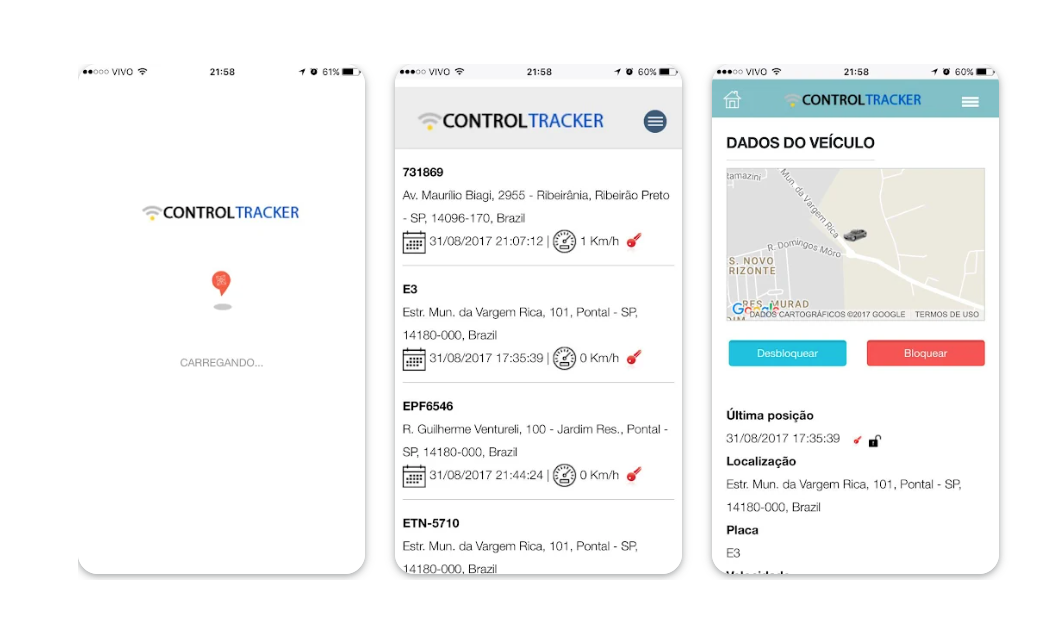 VIVO 21:58 61%
CONTROLTRACKER
CARREGANDO...
VIVO 21:58 60%
CONTROLTRACKER
731869
Av. Maurílio Biagi, 2955 - Ribeirânia, Ribeirão Preto
- SP, 14096-170, Brazil
31/08/2017 21:07:12 | 1 Km/h
E3
Estr. Mun. da Vargem Rica, 101, Pontal - SP,
14180-000, Brazil
31/08/2017 17:35:39 | 0 Km/h
EPF6546
R. Guilherme Ventureli, 100 - Jardim Res., Pontal -
SP, 14180-000, Brazil
31/08/2017 21:44:24 | 0 Km/h
ETN-5710
Estr. Mun. da Vargem Rica, 101, Pontal - SP,
14180-000, Brazil
VIVO 21:58 60%
CONTROLTRACKER
DADOS DO VEÍCULO
tamazini
Mun. da Vargem Rica
R. Domingos Moro
S. NOVO
RIZONTE
RES. MURAD
Google
DADOS CARTOGRÁFICOS ©2017 GOOGLE TERMOS DE USO
Desbloquear Bloquear
Última posição
31/08/2017 17:35:39
Localização
Estr. Mun. da Vargem Rica, 101, Pontal - SP,
14180-000, Brazil
Placa
E3